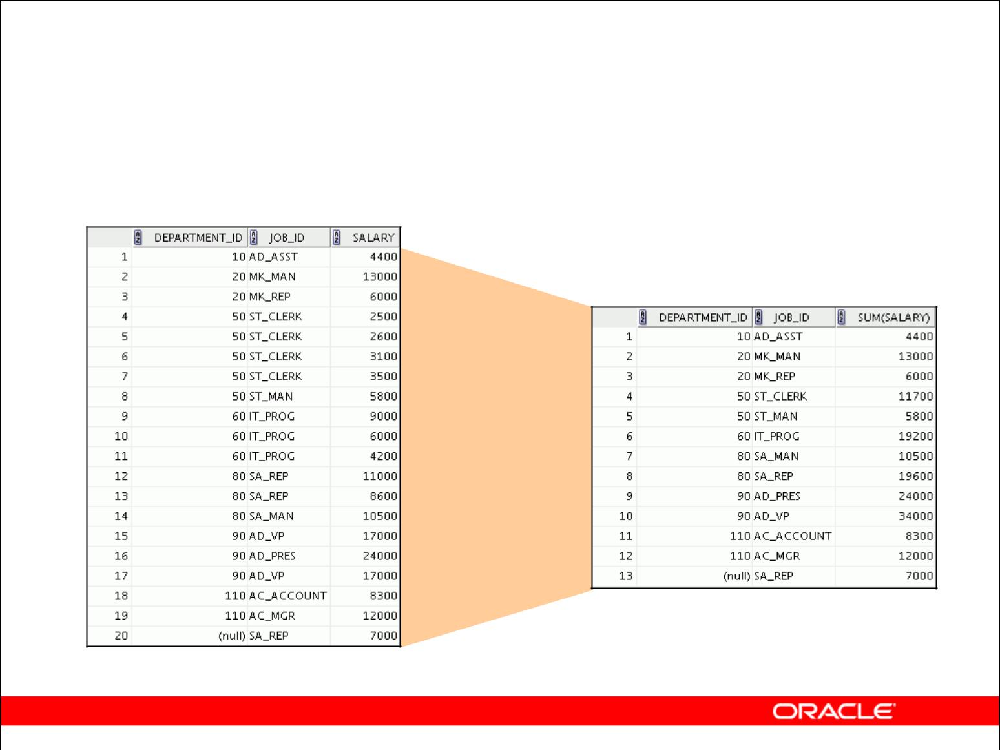 DEPARTMENT_ID JOB_ID SALARY
1 10 AD_ASST 4400
2 20 MK_MAN 13000
3 20 MK_REP 6000
4 50 ST_CLERK 2500
5 50 ST_CLERK 2600
6 50 ST_CLERK 3100
7 50 ST_CLERK 3500
8 50 ST_MAN 5800
9 60 IT_PROG 9000
10 60 IT_PROG 6000
11 60 IT_PROG 4200
12 80 SA_REP 11000
13 80 SA_REP 8600
14 80 SA_MAN 10500
15 90 AD_VP 17000
16 90 AD_PRES 24000
17 90 AD_VP 17000
18 110 AC_ACCOUNT 8300
19 110 AC_MGR 12000
20 (null) SA_REP 7000
DEPARTMENT_ID JOB_ID SUM(SALARY)
1 10 AD_ASST 4400
2 20 MK_MAN 13000
3 20 MK_REP 6000
4 50 ST_CLERK 11700
5 50 ST_MAN 5800
6 60 IT_PROG 19200
7 80 SA_MAN 10500
8 80 SA_REP 19600
9 90 AD_PRES 24000
10 90 AD_VP 34000
11 110 AC_ACCOUNT 8300
12 110 AC_MGR 12000
13 (null) SA_REP 7000
ORACLE